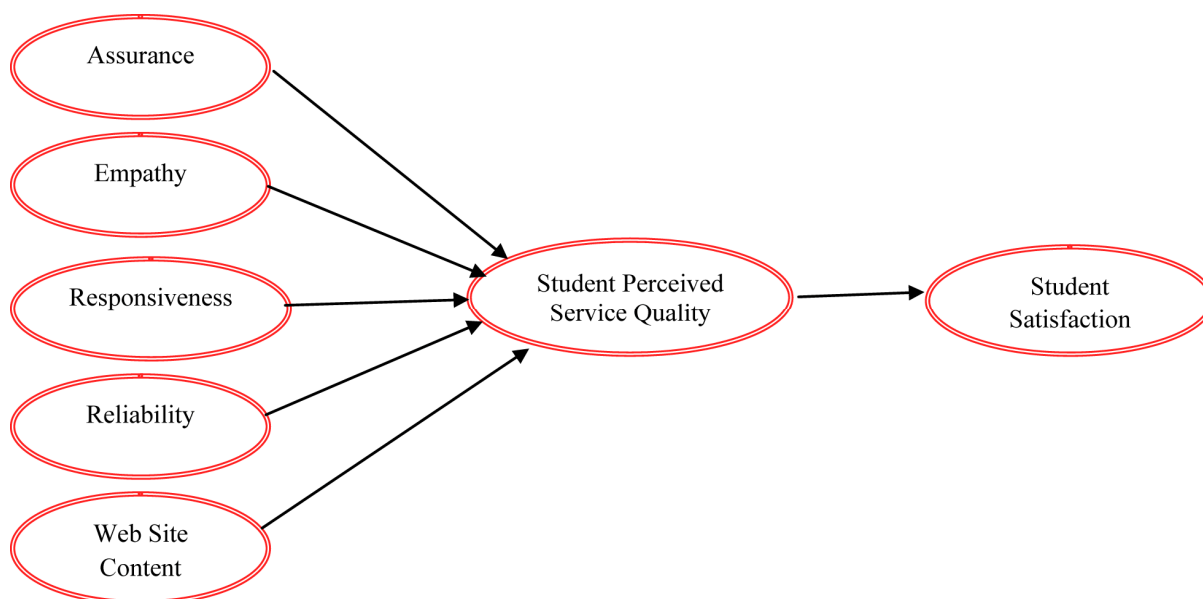 Assurance
Empathy
Responsiveness
Reliability
Web Site
Content
Student Perceived
Service Quality
Student
Satisfaction